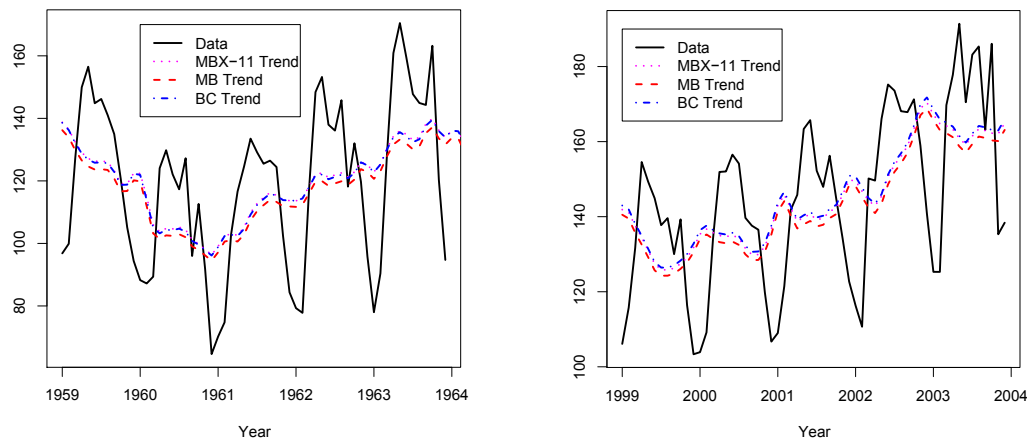 Data
MBX-11 Trend
MB Trend
BC Trend
80
100
120
140
160
1959
1960
1961
1962
1963
1964
Year
Data
MBX-11 Trend
MB Trend
BC Trend
100
120
140
160
180
1999
2000
2001
2002
2003
2004
Year